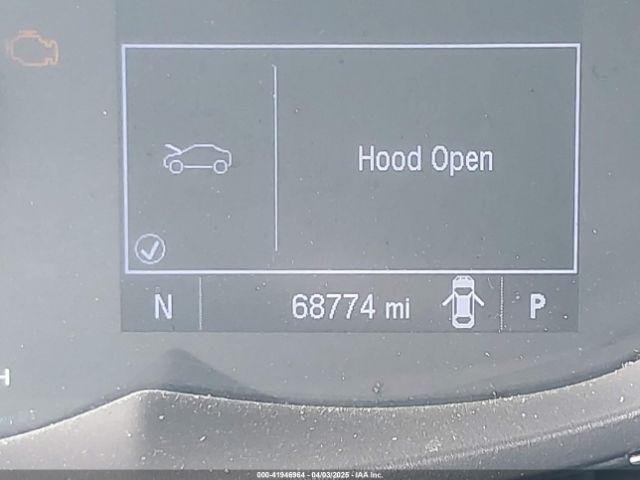 Hood Open
N 68774 mi P
H
000-41946964 - 04/03/2025 - IAA Inc.